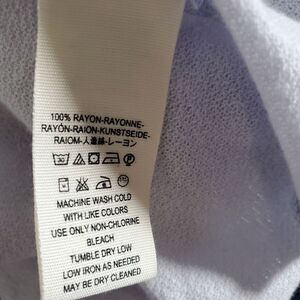 100% RAYON-RAYONNE-
RAYÓN-RAION-KUNSTSEIDE-
RAIOM-人造絲-レーヨン
MACHINE WASH COLD
WITH LIKE COLORS
USE ONLY NON-CHLORINE
BLEACH
TUMBLE DRY LOW
LOW IRON AS NEEDED
MAY BE DRY CLEANED